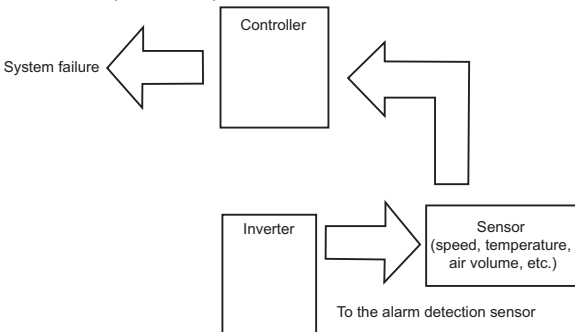 Controller
System failure
Inverter
Sensor
(speed, temperature,
air volume, etc.)
To the alarm detection sensor